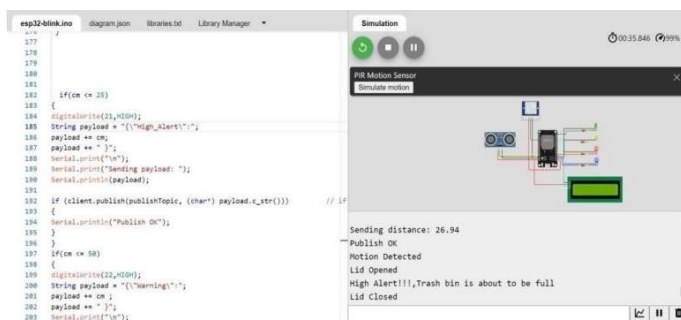 esp32-blink.ino diagram.json libraries.txt Library Manager
176 }
177
178
179
180
181
182 if(cm <= 25)
183 {
184 digitalWrite(21,HIGH);
185 String payload = "{\"High_Alert\":";
186 payload += cm;
187 payload += " }";
188 Serial.print("\n");
189 Serial.print("Sending payload: ");
190 Serial.println(payload);
191
192 if (client.publish(publishTopic, (char*) payload.c_str())) // if
193 {
194 Serial.println("Publish OK");
195 }
196 }
197 if(cm <= 50)
198 {
199 digitalWrite(22,HIGH);
200 String payload = "{\"Warning\":";
201 payload += cm ;
202 payload += " }";
203 Serial.print("\n");
Simulation
00:35.846 99%
PIR Motion Sensor
Simulate motion
Sending distance: 26.94
Publish OK
Motion Detected
Lid Opened
High Alert!!!,Trash bin is about to be full
Lid Closed